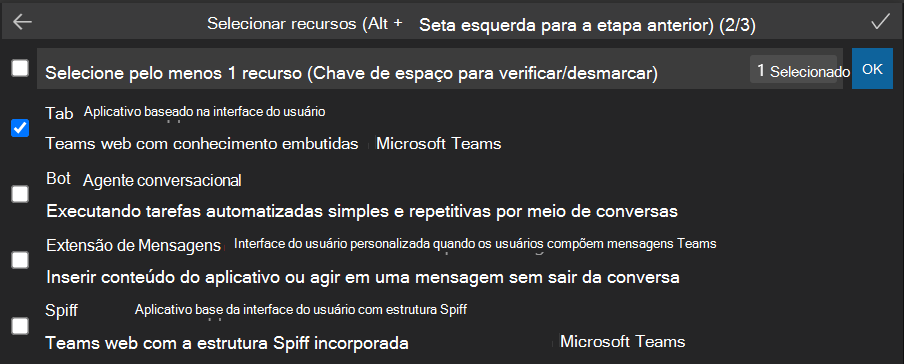 Selecionar recursos (Alt + Seta esquerda para a etapa anterior) (2/3)
Selecione pelo menos 1 recurso (Chave de espaço para verificar/desmarcar) 1 Selecionado OK
Tab Aplicativo baseado na interface do usuário
Teams web com conhecimento embutidas Microsoft Teams
Bot Agente conversacional
Executando tarefas automatizadas simples e repetitivas por meio de conversas
Extensão de Mensagens Interface do usuário personalizada quando os usuários compõem mensagens Teams
Inserir conteúdo do aplicativo ou agir em uma mensagem sem sair da conversa
Spiff Aplicativo base da interface do usuário com estrutura Spiff
Teams web com a estrutura Spiff incorporada Microsoft Teams